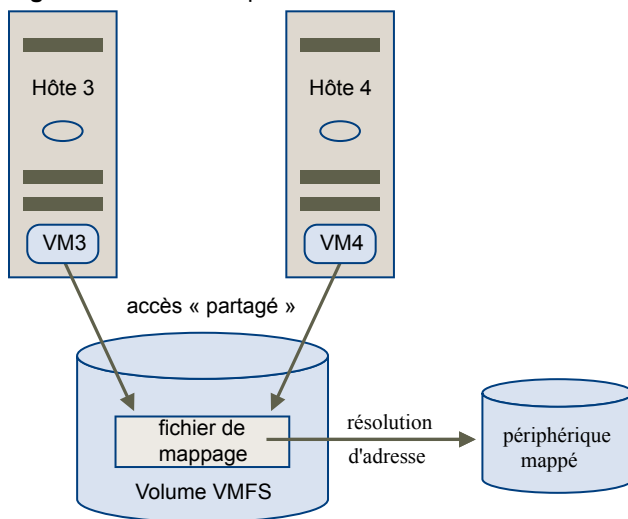 Hôte 3
Hôte 4
VM3
VM4
accès « partagé »
fichier de
mappage
résolution
d'adresse
périphérique
mappé
Volume VMFS